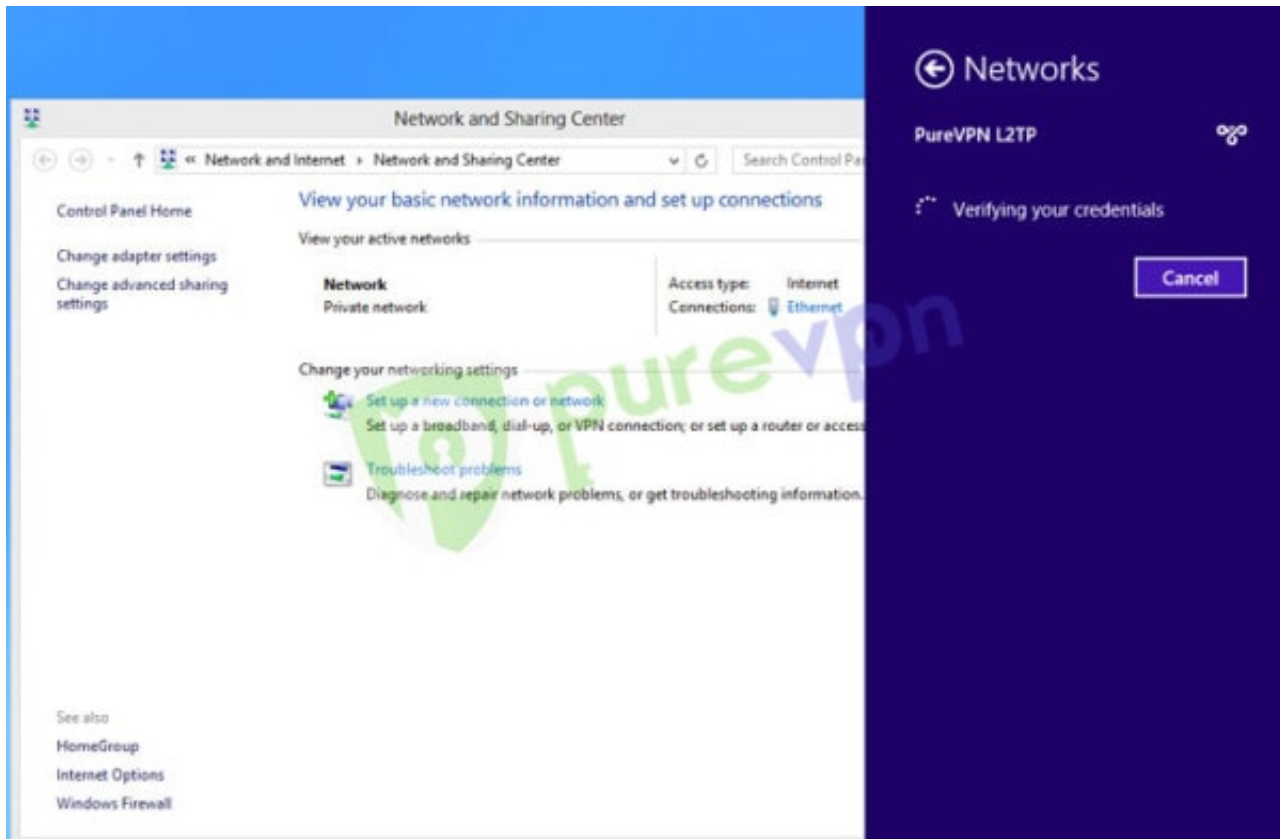 Network and Sharing Center
« Network and Internet Network and Sharing Center
Search Control Pa
Control Panel Home
Change adapter settings
Change advanced sharing
settings
View your basic network information and set up connections
View your active networks
Network
Private network
Access type: Internet
Connections: Ethernet
Change your networking settings
Set up a new connection or network
Set up a broadband, dial-up, or VPN connection; or set up a router or access
Troubleshoot problems
Diagnose and repair network problems, or get troubleshooting information.
purevpn
See also
HomeGroup
Internet Options
Windows Firewall
Networks
PureVPN L2TP
Verifying your credentials
Cancel